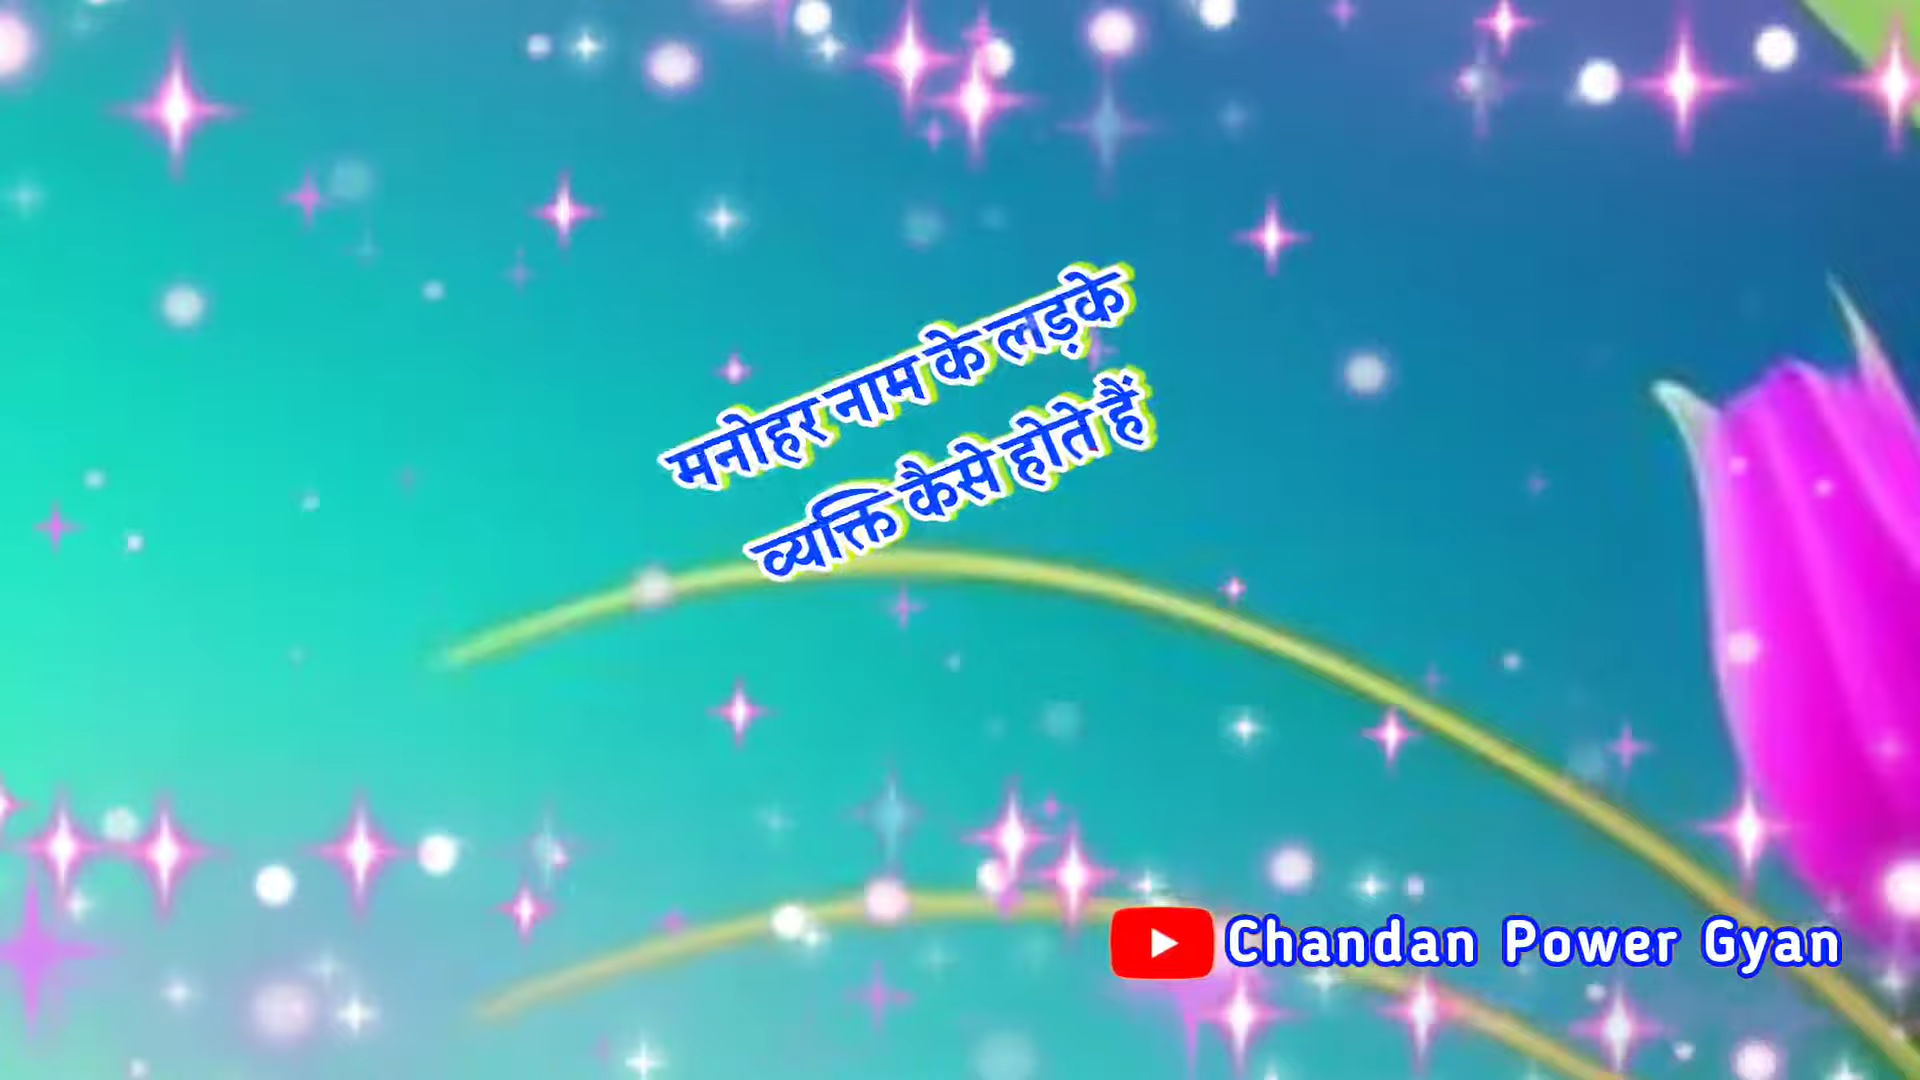 मनोहर नाम के लड़के
व्यक्ति कैसे होते हैं
Chandan Power Gyan